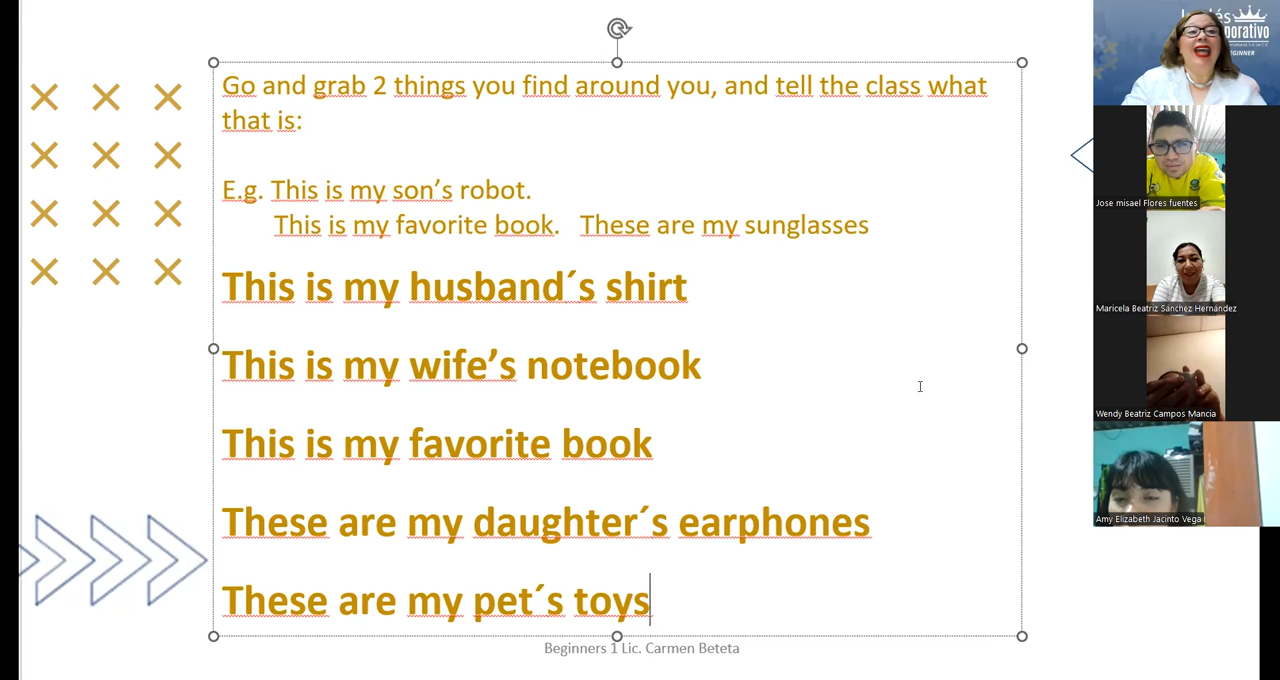 Go and grab 2 things you find around you, and tell the class what
that is:
E.g. This is my son’s robot.
This is my favorite book. These are my sunglasses
This is my husband´s shirt
This is my wife’s notebook
This is my favorite book
These are my daughter´s earphones
These are my pet´s toys
Beginners 1 Lic. Carmen Beteta
Jose misael Flores fuentes
Maricela Beatriz Sánchez Hernández
Wendy Beatriz Campos Mancia
Amy Elizabeth Jacinto Vega